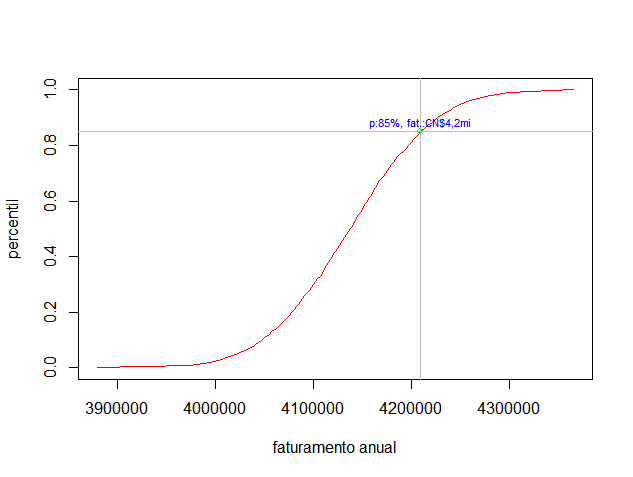 p:85%, fat.:CN$4,2mi
percentil
0.0 0.2 0.4 0.6 0.8 1.0
3900000 4000000 4100000 4200000 4300000
faturamento anual